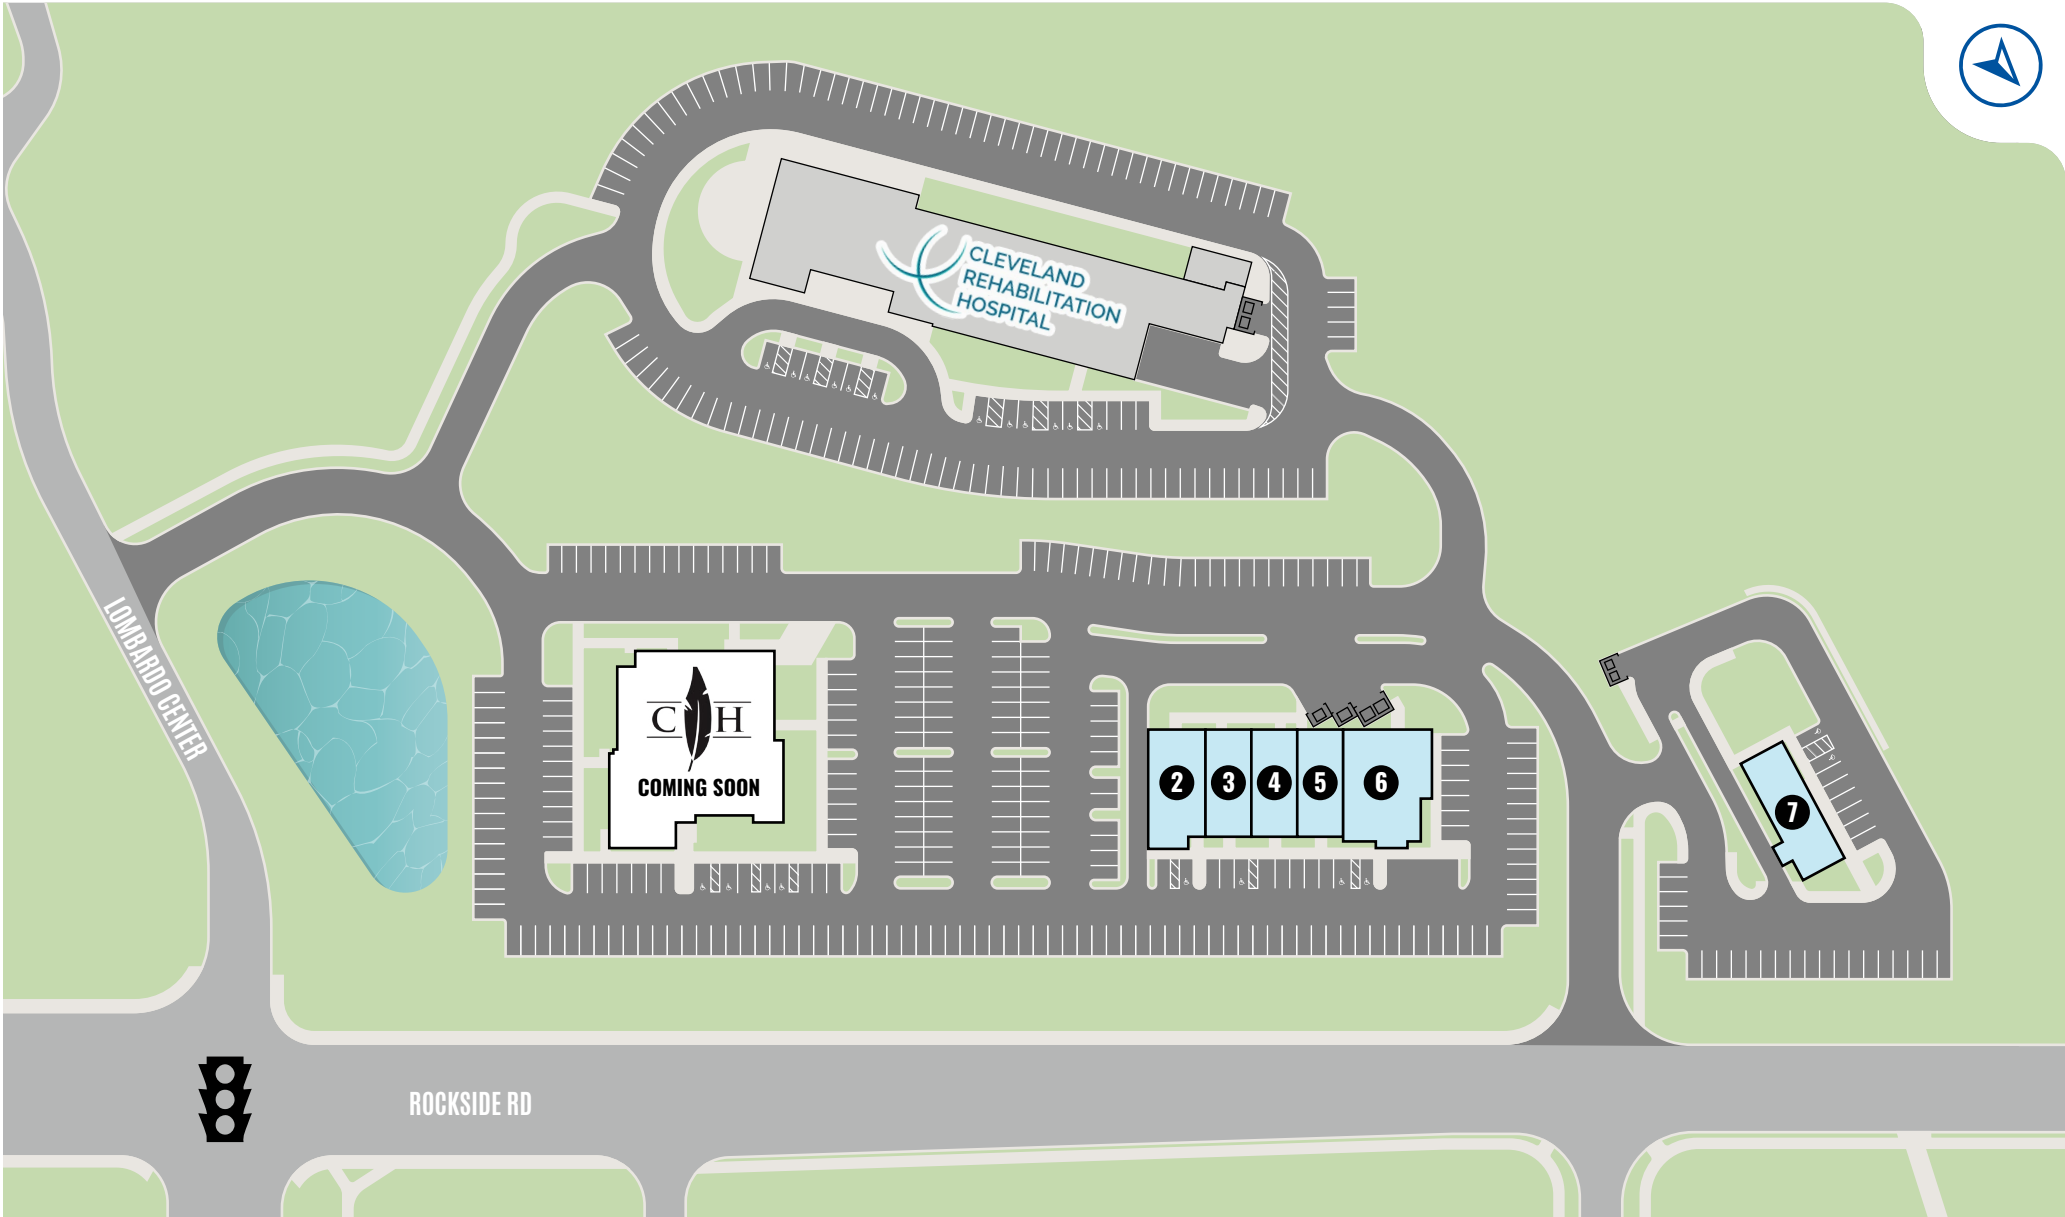 CLEVELAND
REHABILITATION
HOSPITAL
LOMBARDO CENTER
C H
COMING SOON
2 3 4 5 6
7
ROCKSIDE RD